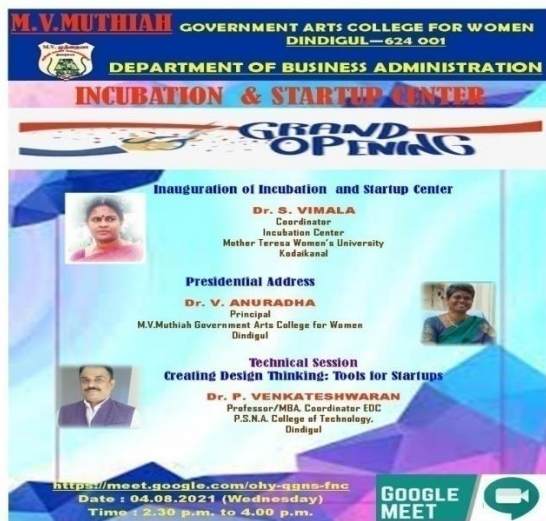 M.V.MUTHIAH GOVERNMENT ARTS COLLEGE FOR WOMEN
DINDIGUL—624 001
DEPARTMENT OF BUSINESS ADMINISTRATION
INCUBATION & STARTUP CENTER
GRAND OPENING
Inauguration of Incubation and Startup Center
Dr. S. VIMALA
Coordinator
Incubation Center
Mother Teresa Women's University
Kodaikanal
Presidential Address
Dr. V. ANURADHA
Principal
M.V.Muthiah Government Arts College for Women
Dindigul
Technical Session
Creating Design Thinking: Tools for Startups
Dr. P. VENKATESHWARAN
Professor/MBA, Coordinator EDC
P.S.N.A. College of Technology,
Dindigul
https://meet.google.com/ohy-qgns-fnc
Date : 04.08.2021 (Wednesday)
Time : 2.30 p.m. to 4.00 p.m.
GOOGLE
MEET